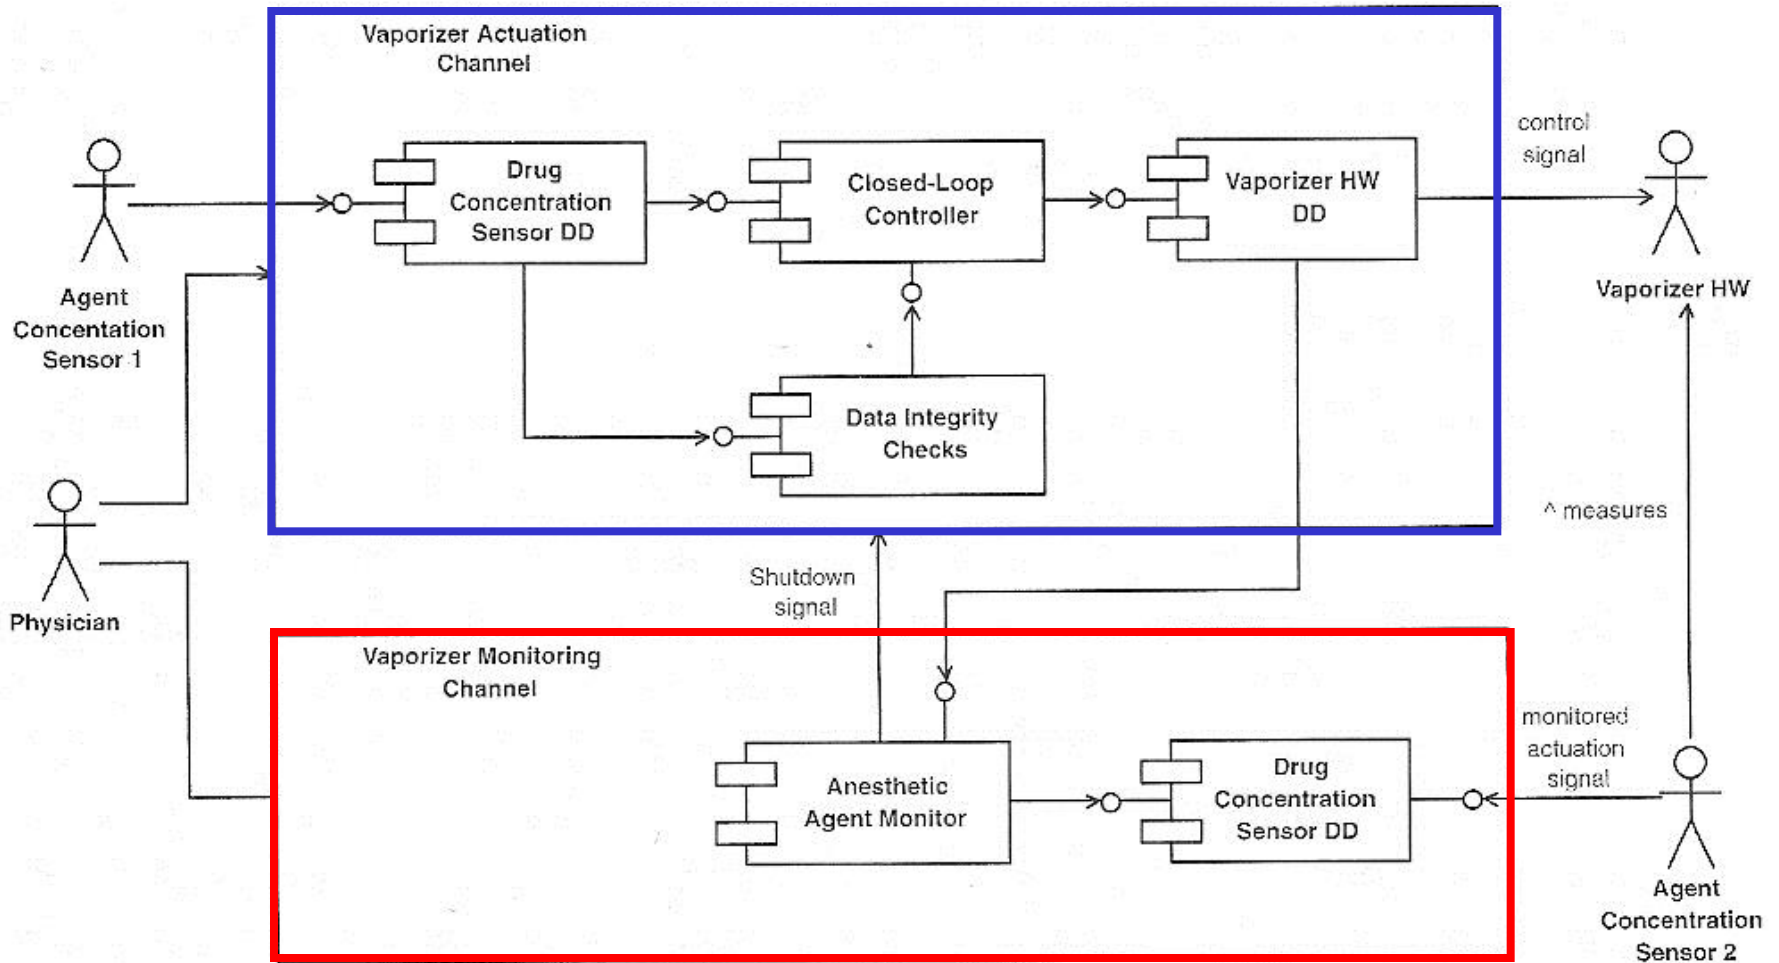 Vaporizer Actuation
Channel
control
signal
Drug
Concentration
Sensor DD
Closed-Loop
Controller
Vaporizer HW
DD
Agent
Concentation
Sensor 1
Vaporizer HW
Data Integrity
Checks
^ measures
Physician
Shutdown
signal
Vaporizer Monitoring
Channel
monitored
actuation
signal
Anesthetic
Agent Monitor
Drug
Concentration
Sensor DD
Agent
Concentration
Sensor 2